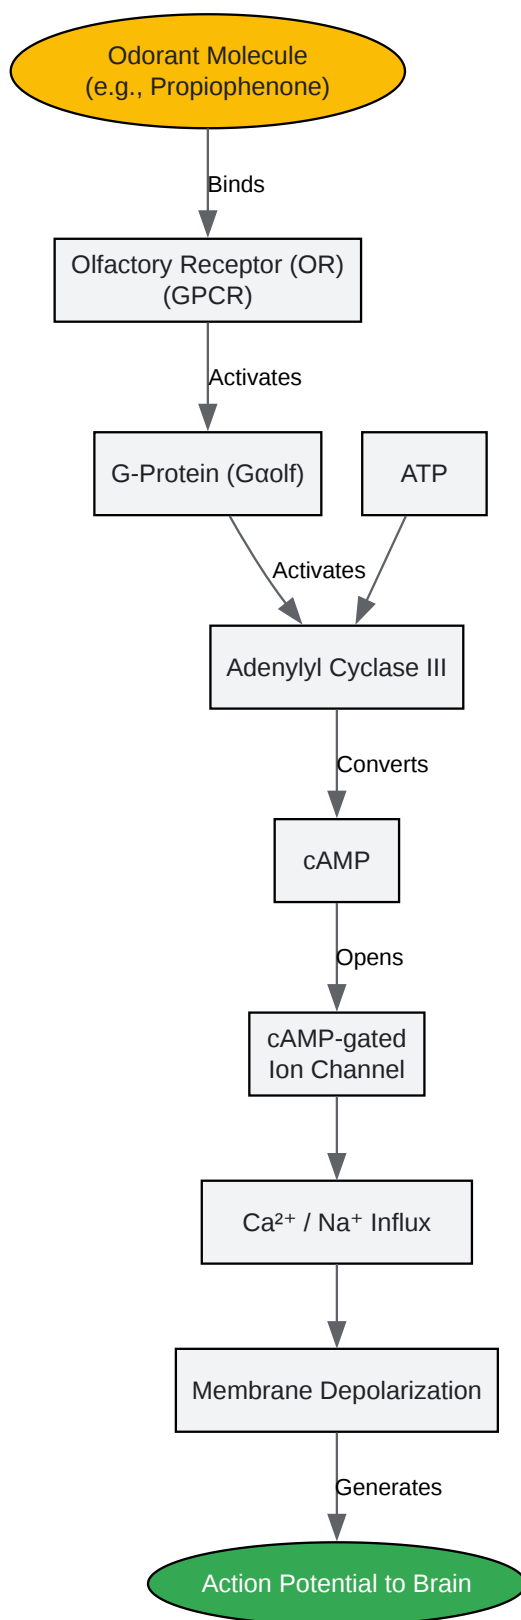 Odorant Molecule
(e.g., Propiophenone)
Binds
Olfactory Receptor (OR)
(GPCR)
Activates
G-Protein (Gαolf)
ATP
Activates
Adenylyl Cyclase III
Converts
cAMP
Opens
cAMP-gated
Ion Channel
Ca²⁺ / Na⁺ Influx
Membrane Depolarization
Generates
Action Potential to Brain